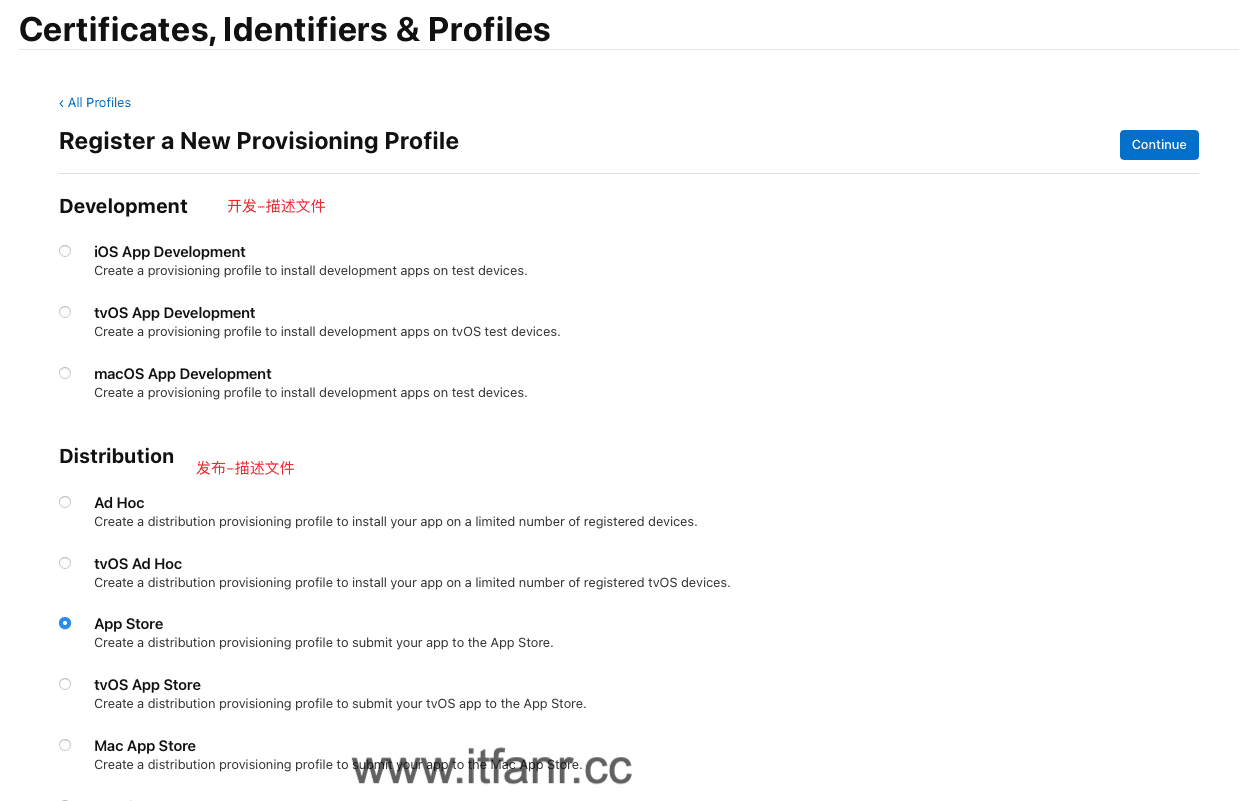 Certificates, Identifiers & Profiles
‹ All Profiles
Register a New Provisioning Profile
Continue
Development
开发-描述文件
iOS App Development
Create a provisioning profile to install development apps on test devices.
tvOS App Development
Create a provisioning profile to install development apps on tvOS test devices.
macOS App Development
Create a provisioning profile to install development apps on test devices.
Distribution
发布-描述文件
Ad Hoc
Create a distribution provisioning profile to install your app on a limited number of registered devices.
tvOS Ad Hoc
Create a distribution provisioning profile to install your app on a limited number of registered tvOS devices.
App Store
Create a distribution provisioning profile to submit your app to the App Store.
tvOS App Store
Create a distribution provisioning profile to submit your tvOS app to the App Store.
Mac App Store
Create a distribution provisioning profile to submit your app to the Mac App Store.
www.itfanr.cc